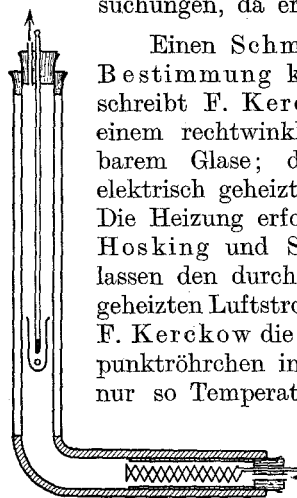 suchungen, da er
Einen Schm
Bestimmung k
schreibt F. Kerc
einem rechtwinkl
barem Glase; d
elektrisch geheizt
Die Heizung erfo
Hosking und S
lassen den durch
geheizten Luftstro
F. Kerckow die
punktröhrchen in
nur so Temperat